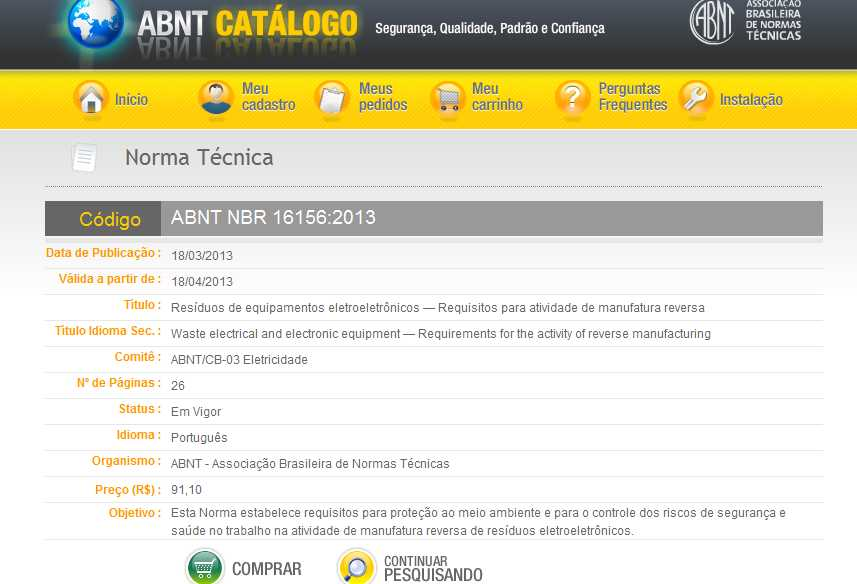 ABNT CATÁLOGO
Segurança, Qualidade, Padrão e Confiança
ABNT
ASSOCIAÇÃO
BRASILEIRA
DE NORMAS
TÉCNICAS
Início
Meu
cadastro
Meus
pedidos
Meu
carrinho
Perguntas
Frequentes
Instalação
Norma Técnica
Código ABNT NBR 16156:2013
Data de Publicação : 18/03/2013
Válida a partir de : 18/04/2013
Título : Resíduos de equipamentos eletroeletrônicos — Requisitos para atividade de manufatura reversa
Título Idioma Sec. : Waste electrical and electronic equipment — Requirements for the activity of reverse manufacturing
Comitê : ABNT/CB-03 Eletricidade
Nº de Páginas : 26
Status : Em Vigor
Idioma : Português
Organismo : ABNT - Associação Brasileira de Normas Técnicas
Preço (R$) : 91,10
Objetivo : Esta Norma estabelece requisitos para proteção ao meio ambiente e para o controle dos riscos de segurança e
saúde no trabalho na atividade de manufatura reversa de resíduos eletroeletrônicos.
COMPRAR
CONTINUAR
PESQUISANDO